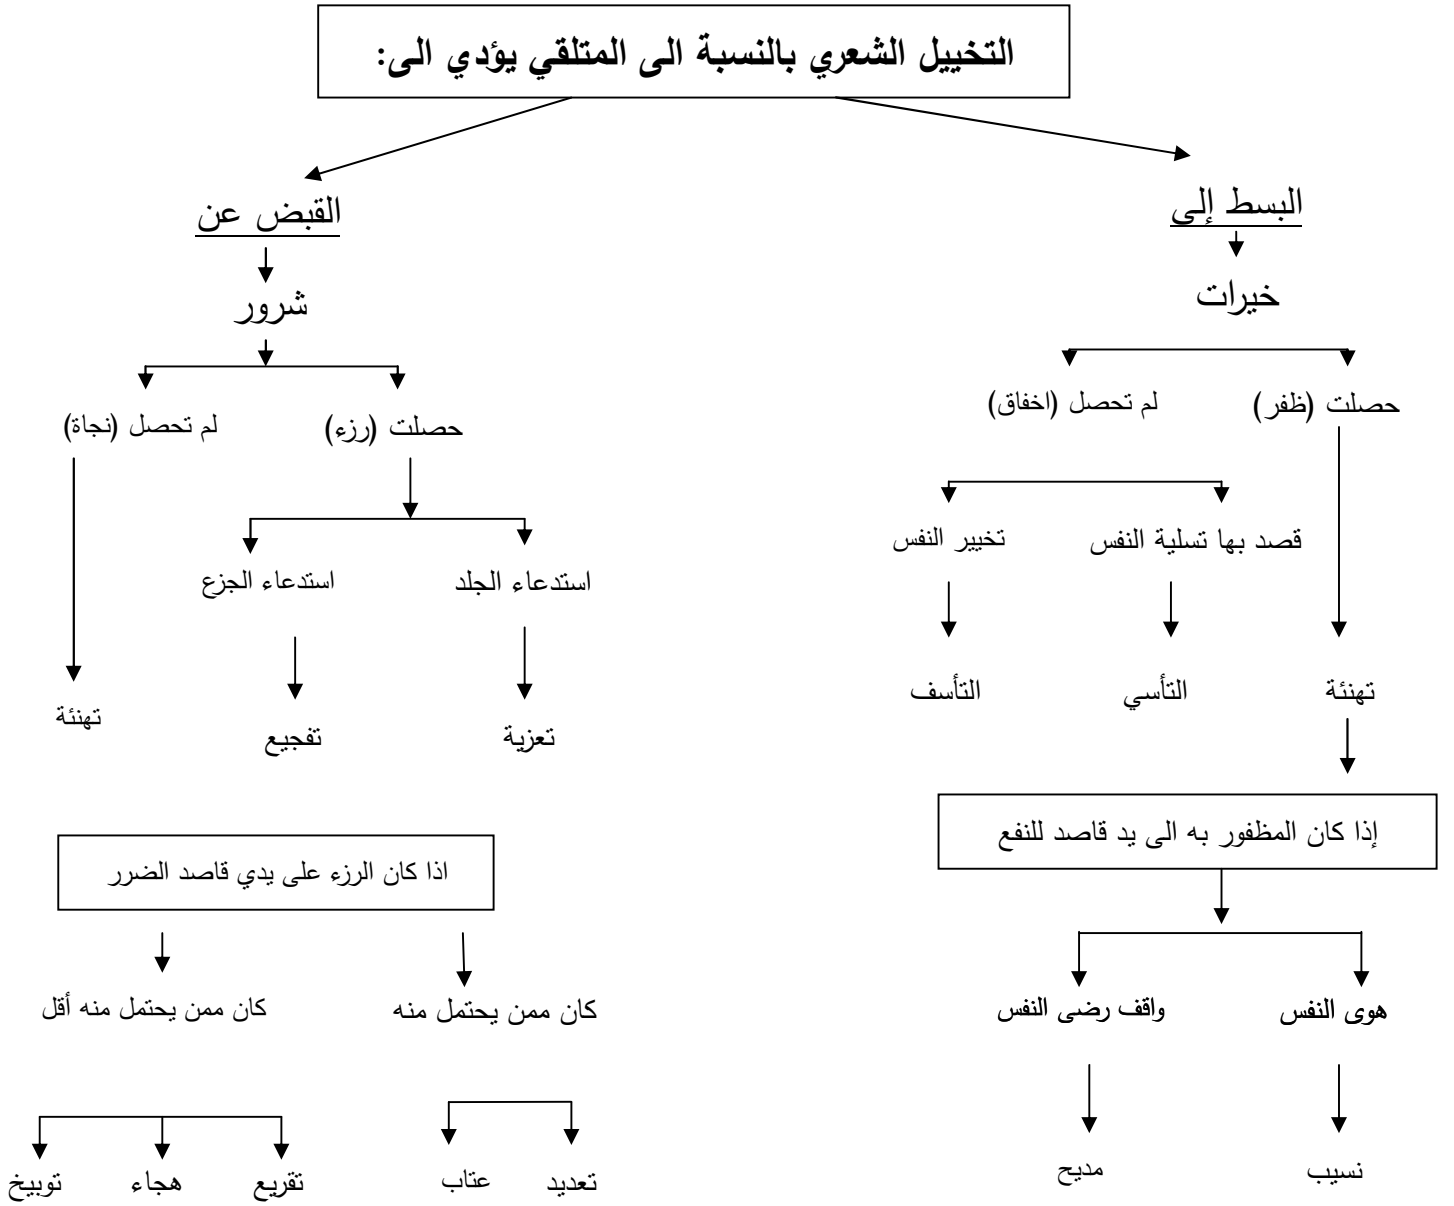 التخييل الشعري بالنسبة الى المتلقي يؤدي الى:
البسط إلى
القبض عن
خيرات
شرور
حصلت (ظفر)
لم تحصل (اخفاق)
حصلت (رزء)
لم تحصل (نجاة)
قصد بها تسلية النفس
تخيير النفس
استدعاء الجلد
استدعاء الجزع
تهنئة
التأسي
التأسف
تعزية
تفجيع
تهنئة
إذا كان المظفور به الى يد قاصد للنفع
اذا كان الرزء على يدي قاصد الضرر
هوى النفس
واقف رضى النفس
كان ممن يحتمل منه
كان ممن يحتمل منه أقل
نسيب
مديح
تعديد
عتاب
تقريع
هجاء
توبيخ